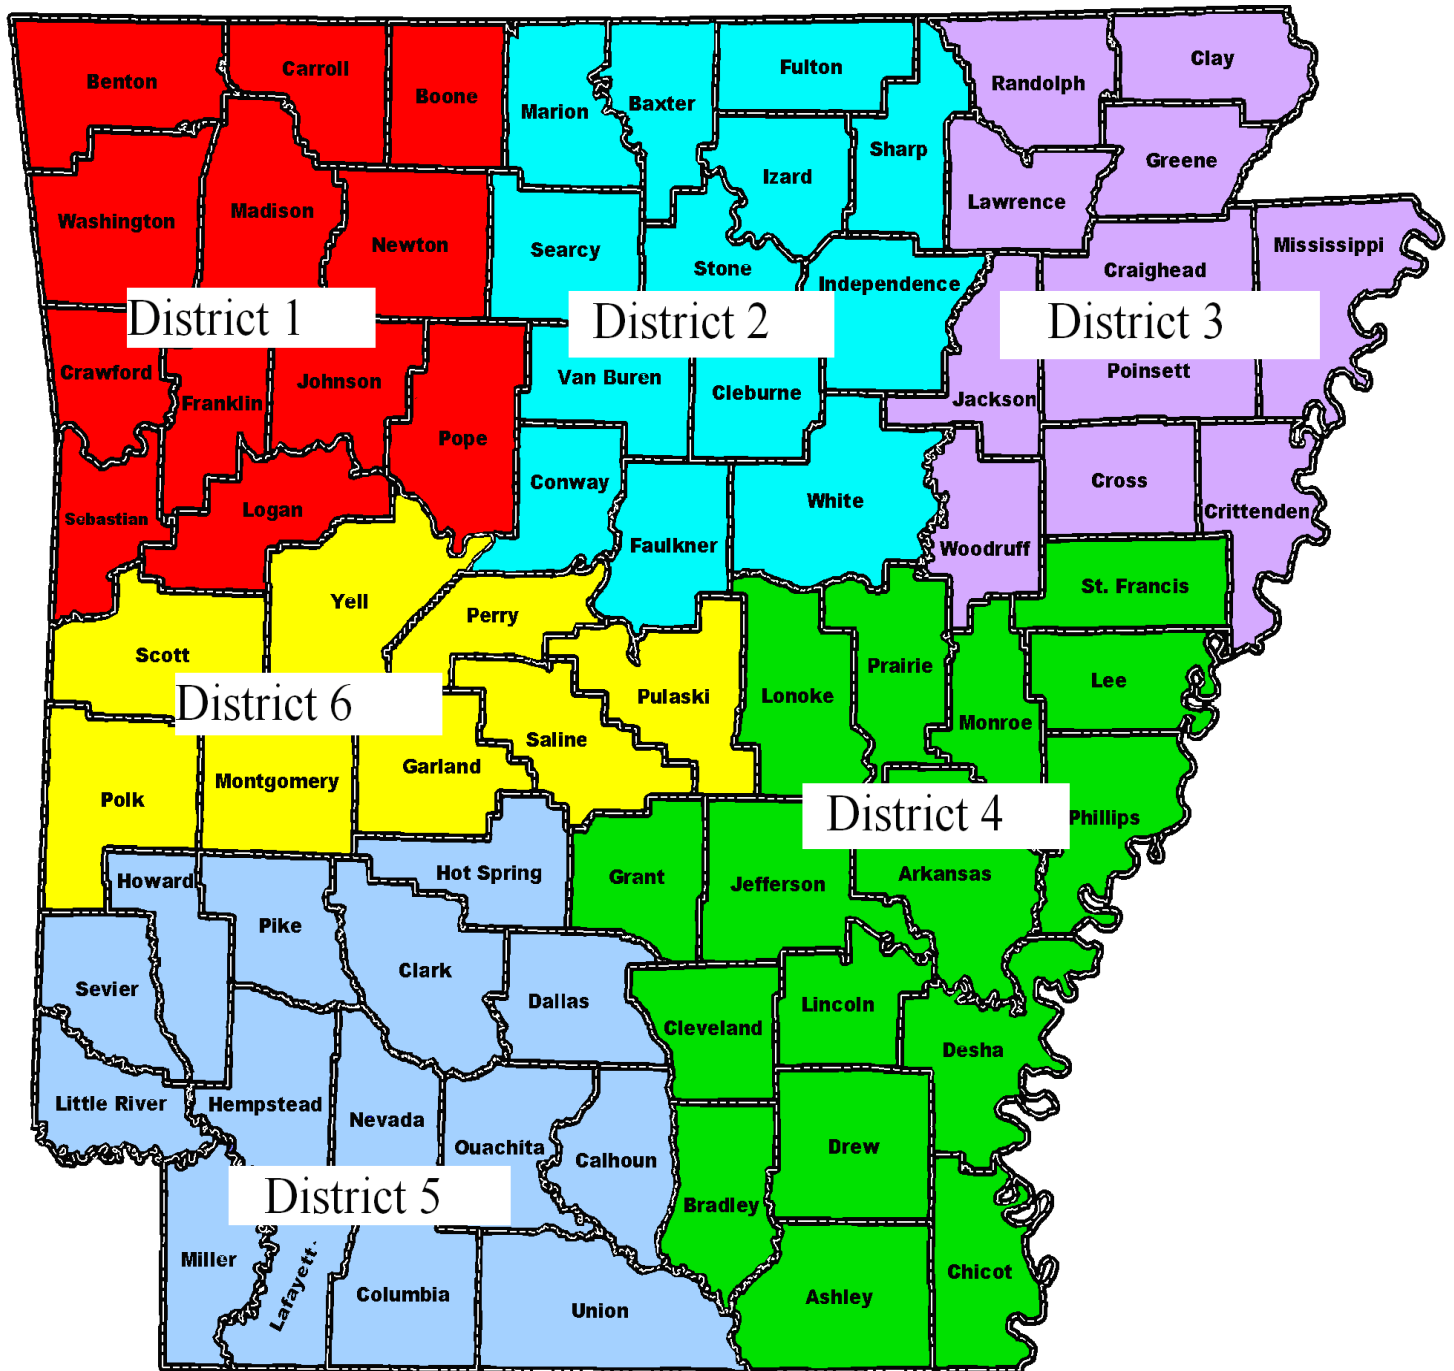 Benton
Carroll
Boone
Marion
Baxter
Fulton
Randolph
Clay
Sharp
Izard
Greene
Lawrence
Washington
Madison
Newton
Searcy
Stone
Independence
Craighead
Mississippi
District 1
District 2
District 3
Crawford
Franklin
Johnson
Pope
Van Buren
Cleburne
Jackson
Poinsett
Sebastian
Logan
Conway
Faulkner
White
Woodruff
Cross
Crittenden
Scott
Yell
Perry
Pulaski
Lonoke
Prairie
Monroe
St. Francis
Lee
District 6
Polk
Montgomery
Garland
Saline
District 4
Phillips
Howard
Pike
Hot Spring
Grant
Jefferson
Arkansas
Sevier
Clark
Dallas
Cleveland
Lincoln
Desha
Little River
Hempstead
Nevada
Ouachita
Calhoun
Bradley
Drew
District 5
Miller
Lafayett
Columbia
Union
Ashley
Chicot